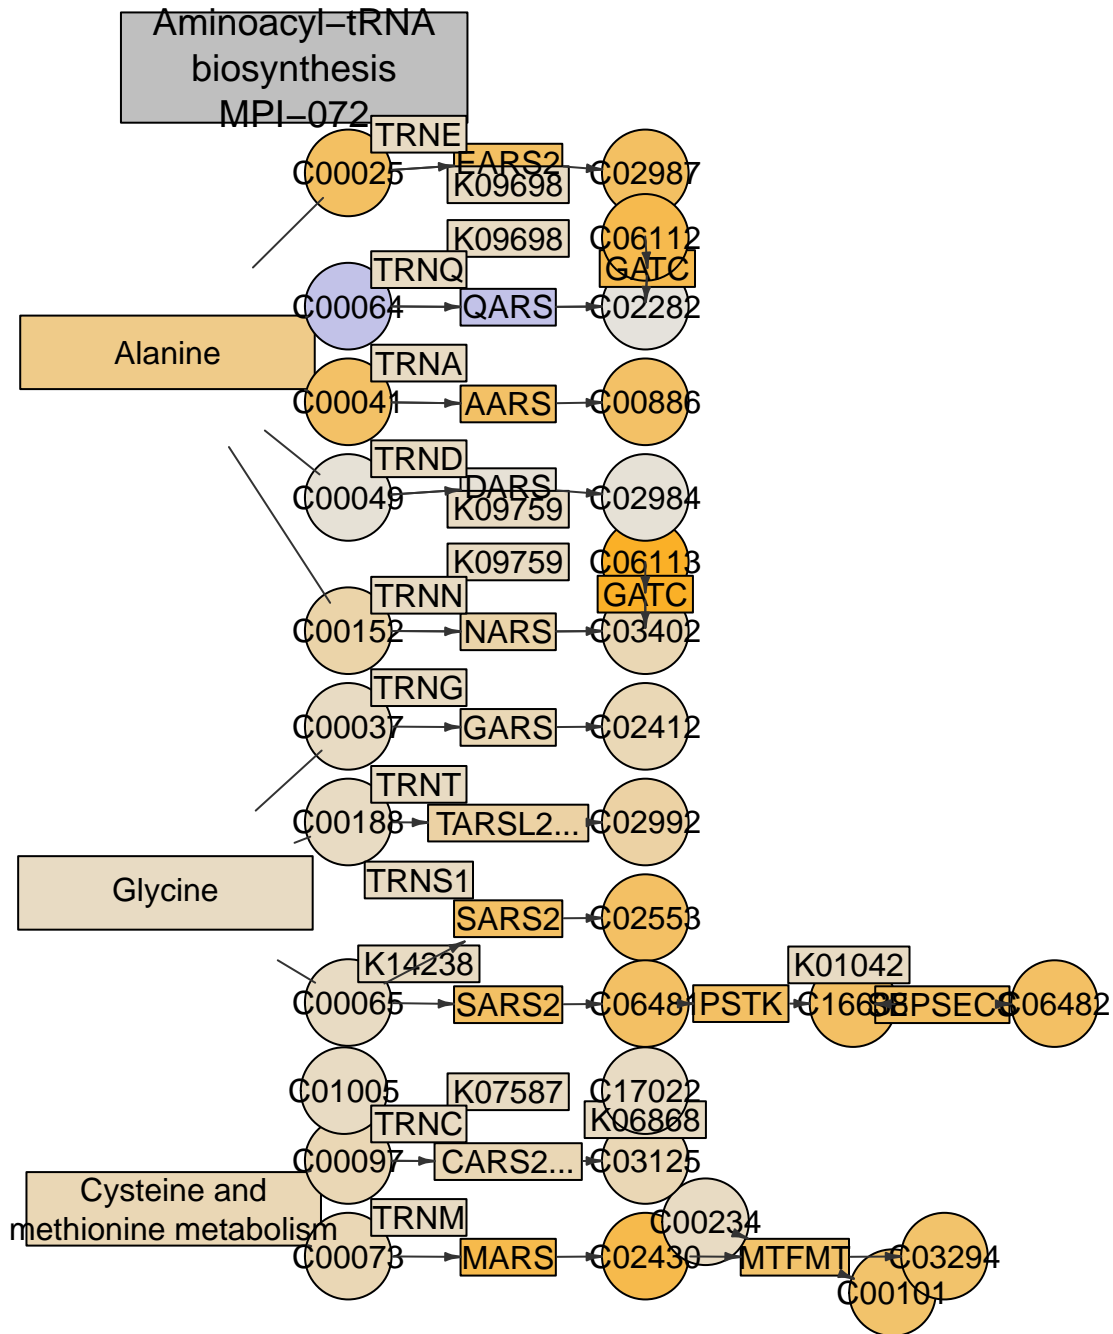 Aminoacyl−tRNA
biosynthesis
MPI−072
TRNE
C00025
EARS2
K09698
C02987
K09698
C06112
TRNQ
GATC
C00064
QARS
C02282
Alanine
TRNA
C00041
AARS
C00886
TRND
C00049
DARS
K09759
C02984
K09759
C06113
TRNN
GATC
C00152
NARS
C03402
TRNG
C00037
GARS
C02412
TRNT
C00188
TARSL2...
C02992
Glycine
TRNS1
SARS2
C02553
K14238
K01042
C00065
SARS2
C06481
PSTK
C16638
SEPSECS
C06482
C01005
K07587
C17022
TRNC
K06868
C00097
CARS2...
C03125
Cysteine and
methionine metabolism
TRNM
C00234
C00073
MARS
C02430
MTFMT
C03294
C00101